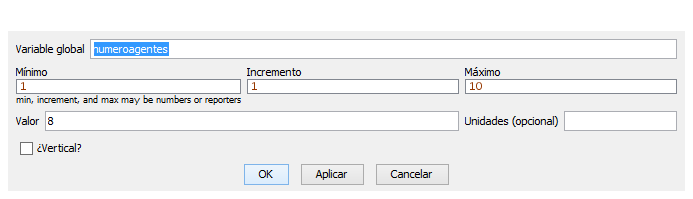 Variable global numeroagentes
Mínimo Incremento Máximo
1 1 10
min, increment, and max may be numbers or reporters
Valor 8 Unidades (opcional)
¿Vertical?
OK Aplicar Cancelar